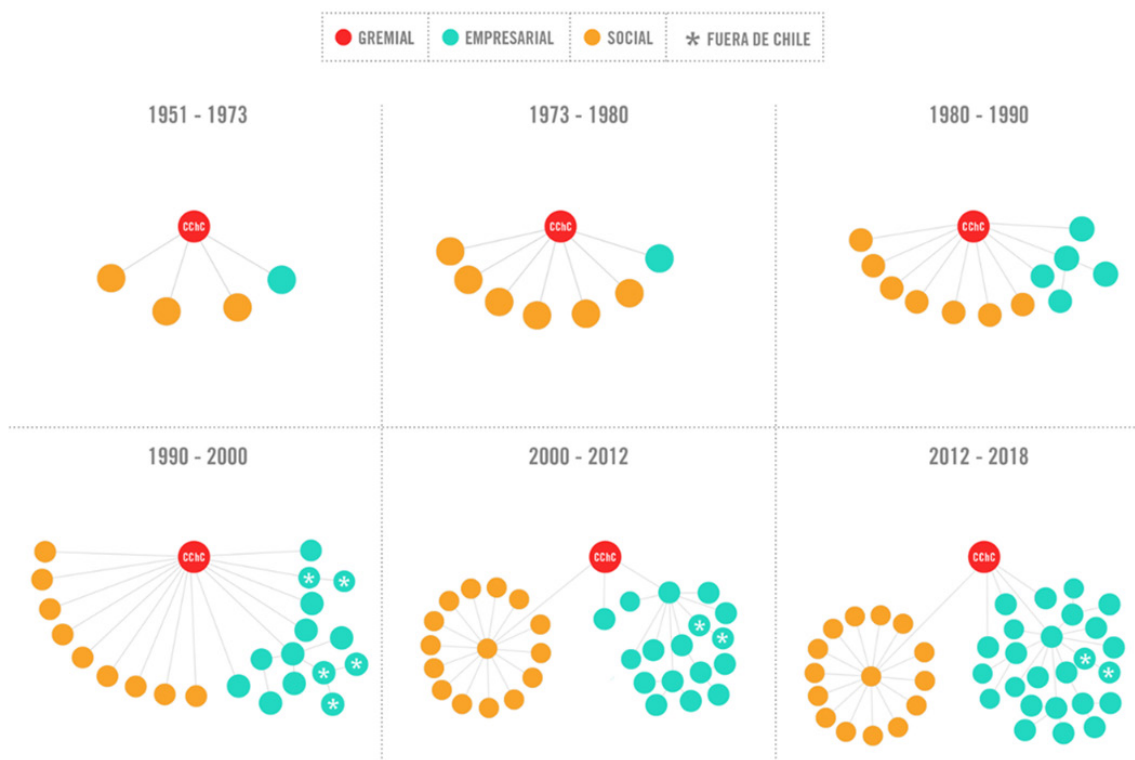 GREMIAL
EMPRESARIAL
SOCIAL
* FUERA DE CHILE
1951 - 1973
1973 - 1980
1980 - 1990
CChC
CChC
CChC
1990 - 2000
2000 - 2012
2012 - 2018
CChC
CChC
CChC
*
*
*
*
*
*
*
*
*